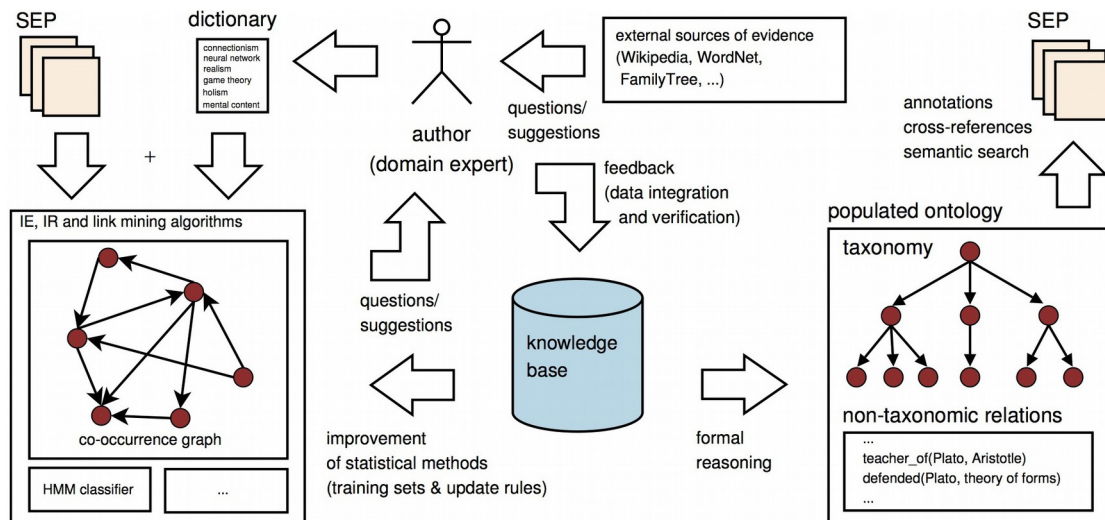 SEP
dictionary
connectionism
neural network
realism
game theory
holism
mental content
+
author
(domain expert)
external sources of evidence
(Wikipedia, WordNet,
FamilyTree, ...)
questions/
suggestions
feedback
(data integration
and verification)
SEP
annotations
cross-references
semantic search
IE, IR and link mining algorithms
co-occurrence graph
HMM classifier
...
questions/
suggestions
improvement
of statistical methods
(training sets & update rules)
knowledge
base
formal
reasoning
populated ontology
taxonomy
non-taxonomic relations
...
teacher_of(Plato, Aristotle)
defended(Plato, theory of forms)
...